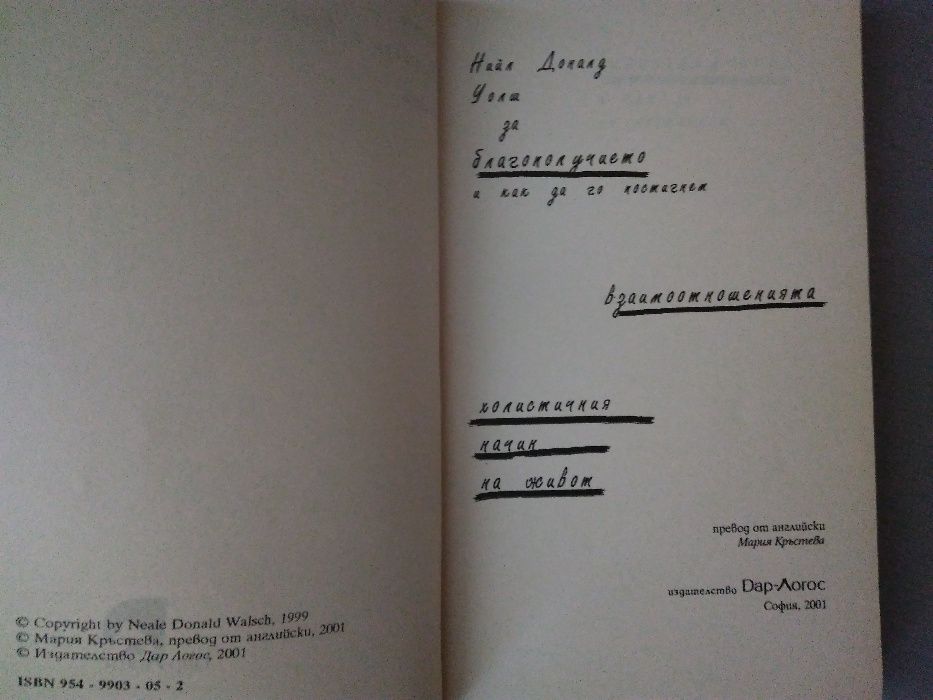 © Copyright by Neale Donald Walsch, 1999
© Мария Кръстева, превод от английски, 2001
© Издателство Дар Логос, 2001
ISBN 954 - 9903 - 05 - 2
Нийл Доналд
Уолш
за
благополучието
и как да го постигнем
взаимоотношенията
холистичния
начин
на живот
превод от английски
Мария Кръстева
издателство Дар-Логос
София, 2001